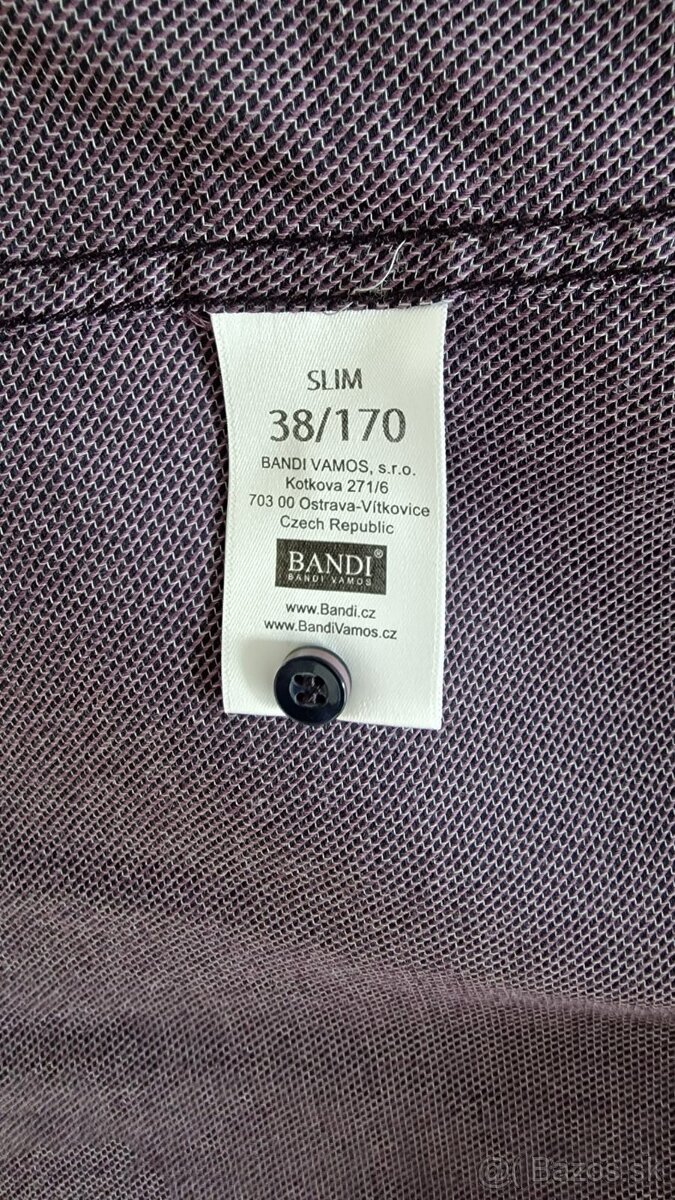 SLIM
38/170
BANDI VAMOS, s.r.o.
Kotkova 271/6
703 00 Ostrava-Vítkovice
Czech Republic
BANDI®
BANDI VAMOS
www.Bandi.cz
www.BandiVamos.cz
@ Bazos.sk